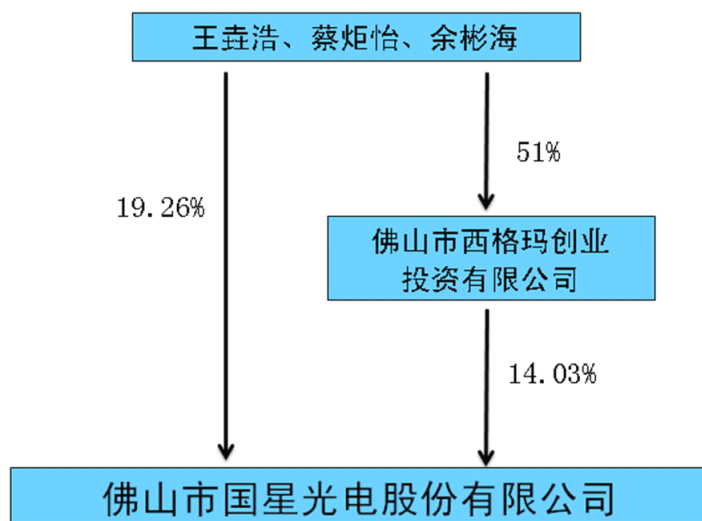 王垚浩、蔡炬怡、余彬海
51%
19.26%
佛山市西格玛创业
投资有限公司
14.03%
佛山市国星光电股份有限公司